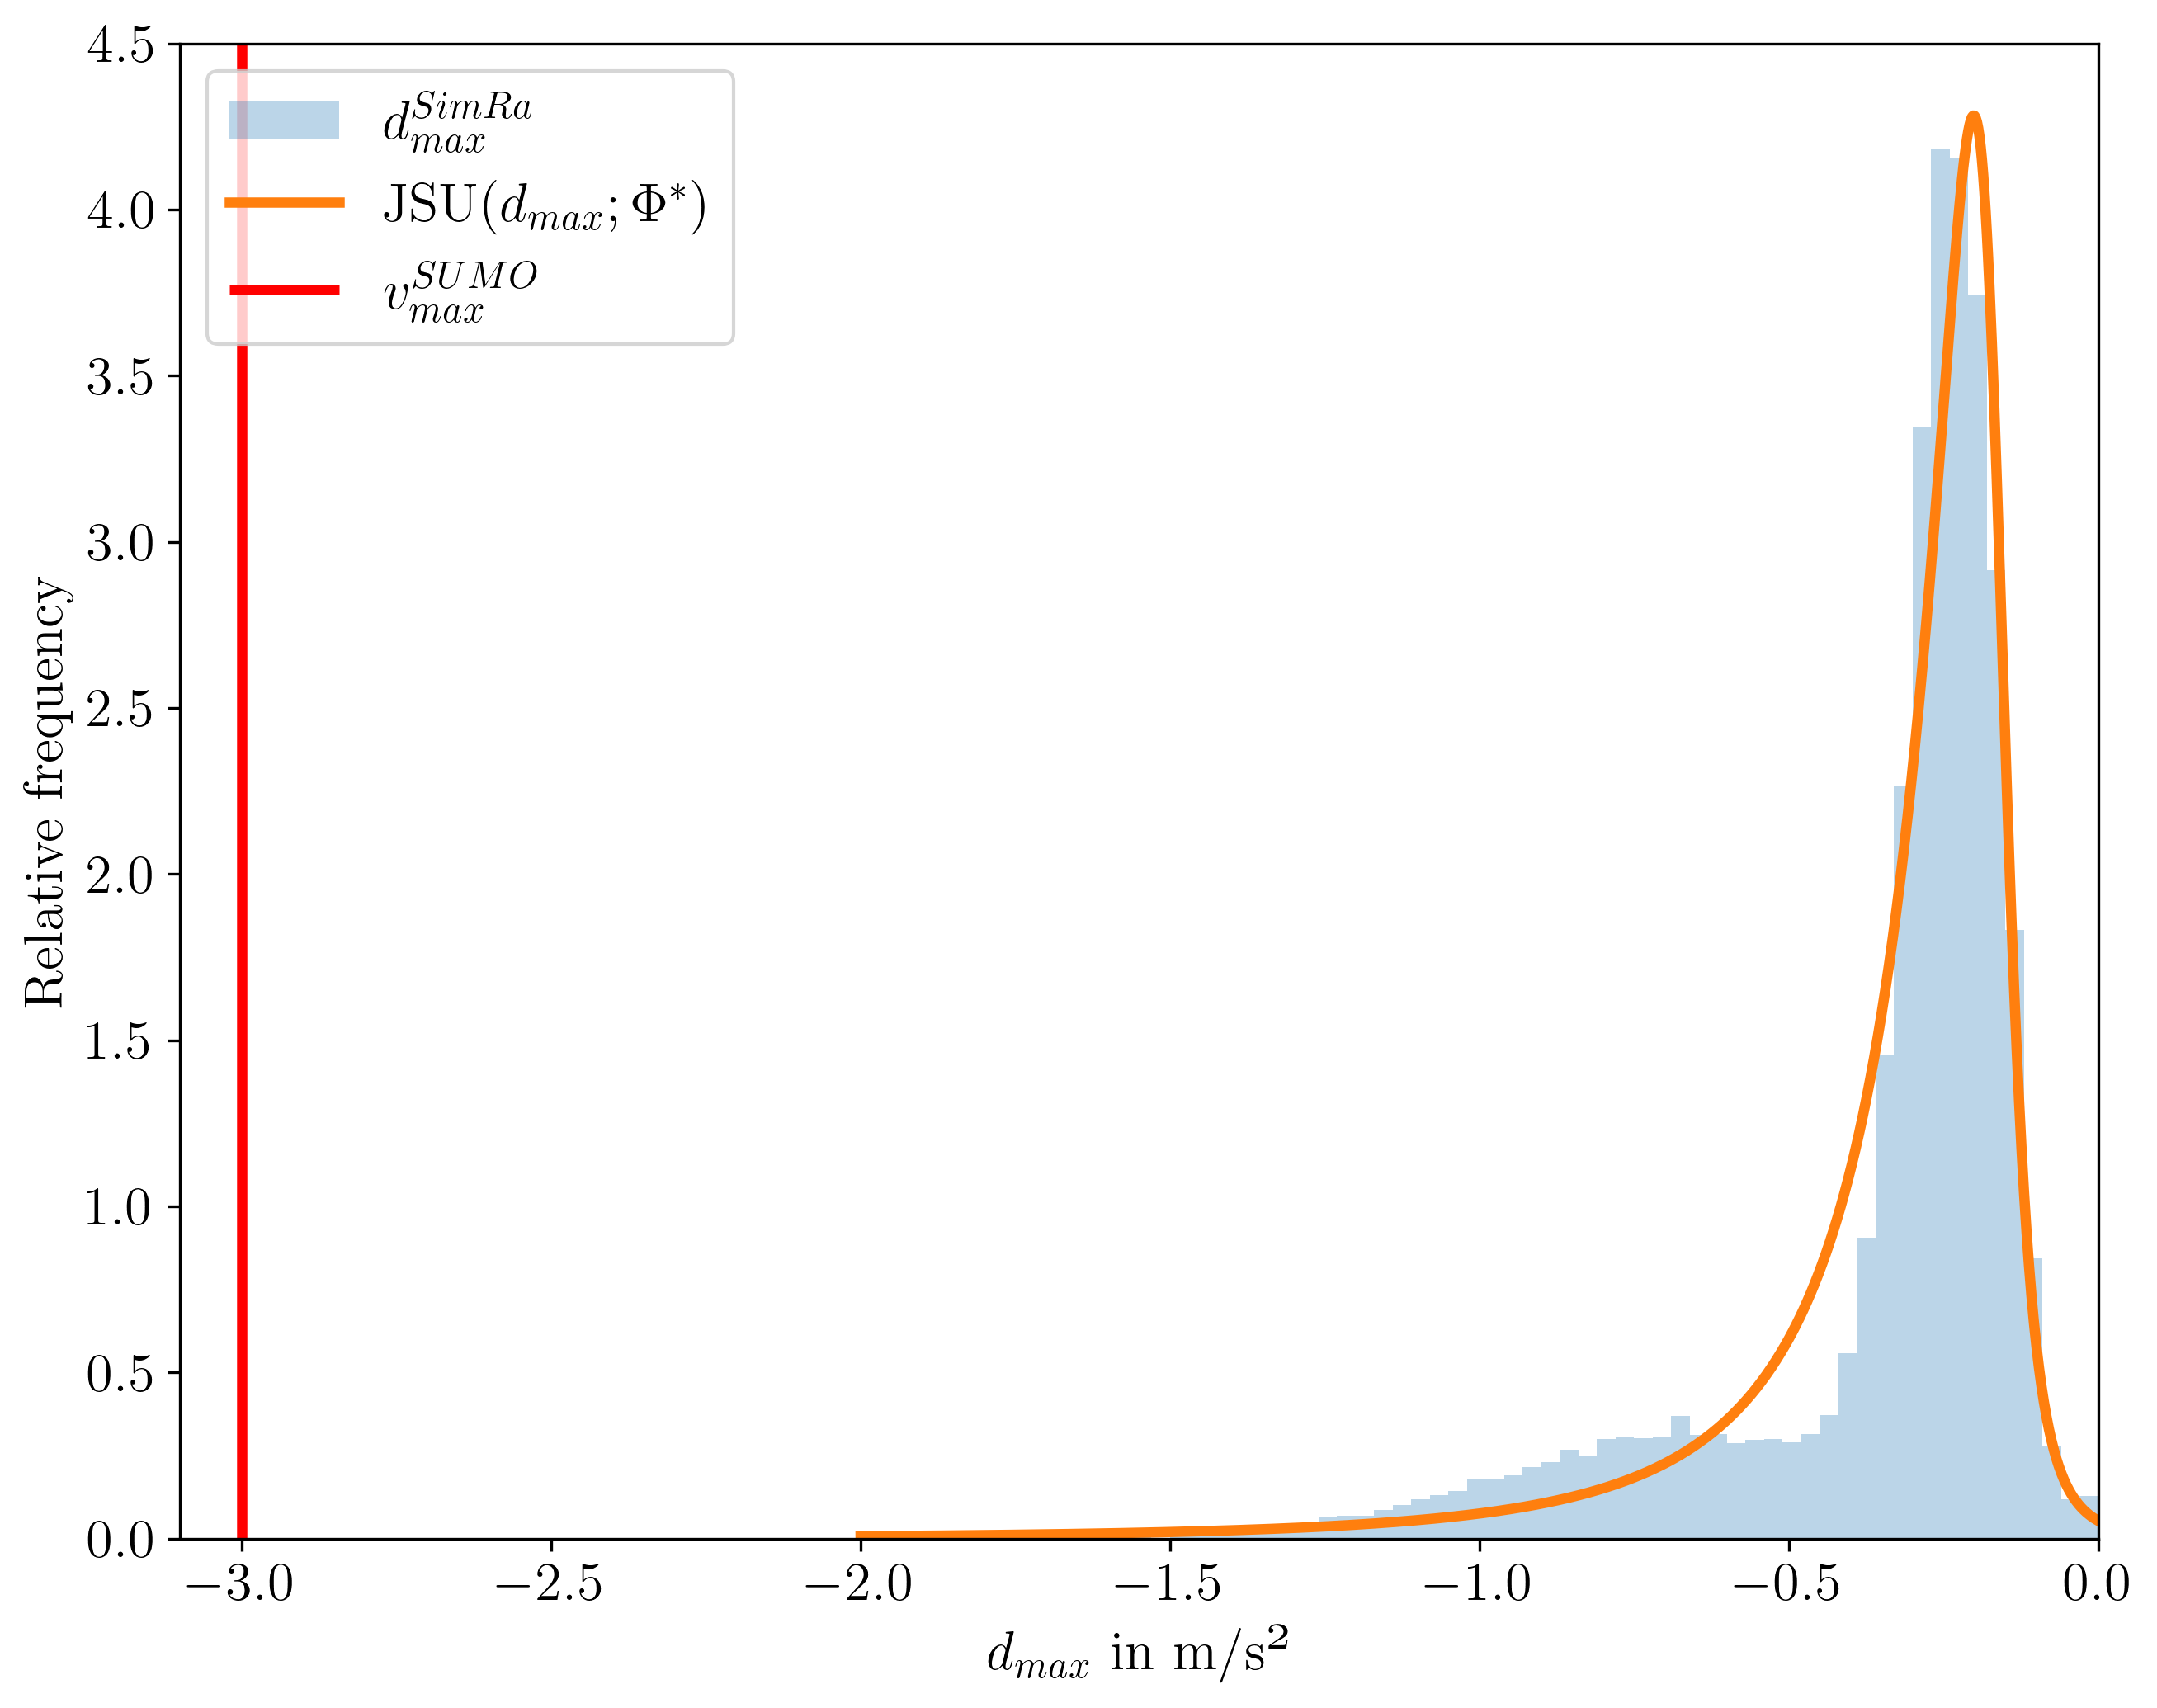 4.5
4.0
3.5
3.0
2.5
2.0
1.5
1.0
0.5
0.0
Relative frequency
d_{max}^{SimRa}
JSU(d_{max}; Φ*)
v_{max}^{SUMO}
−3.0 −2.5 −2.0 −1.5 −1.0 −0.5 0.0
d_{max} in m/s²